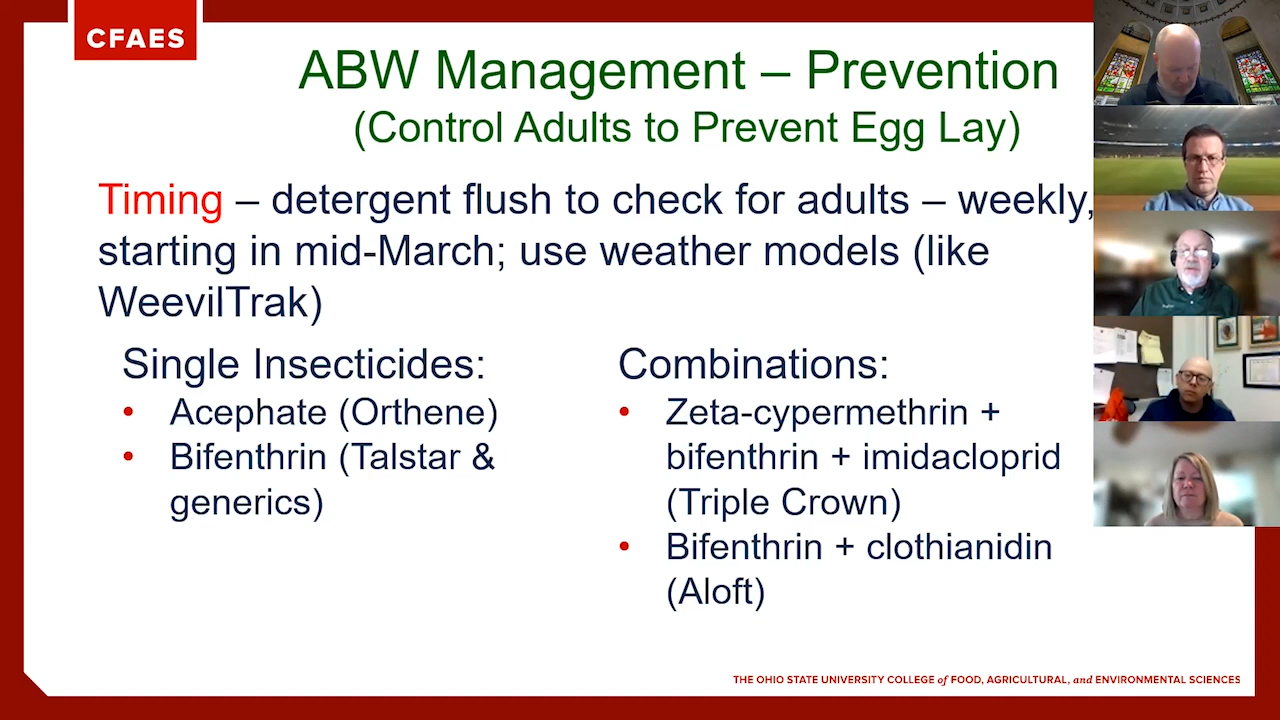 CFAES
ABW Management – Prevention
(Control Adults to Prevent Egg Lay)
Timing – detergent flush to check for adults – weekly,
starting in mid-March; use weather models (like
WeevilTrak)
Single Insecticides:
• Acephate (Orthene)
• Bifenthrin (Talstar &
generics)
Combinations:
• Zeta-cypermethrin +
bifenthrin + imidacloprid
(Triple Crown)
• Bifenthrin + clothianidin
(Aloft)
THE OHIO STATE UNIVERSITY COLLEGE of FOOD, AGRICULTURAL, and ENVIRONMENTAL SCIENCES